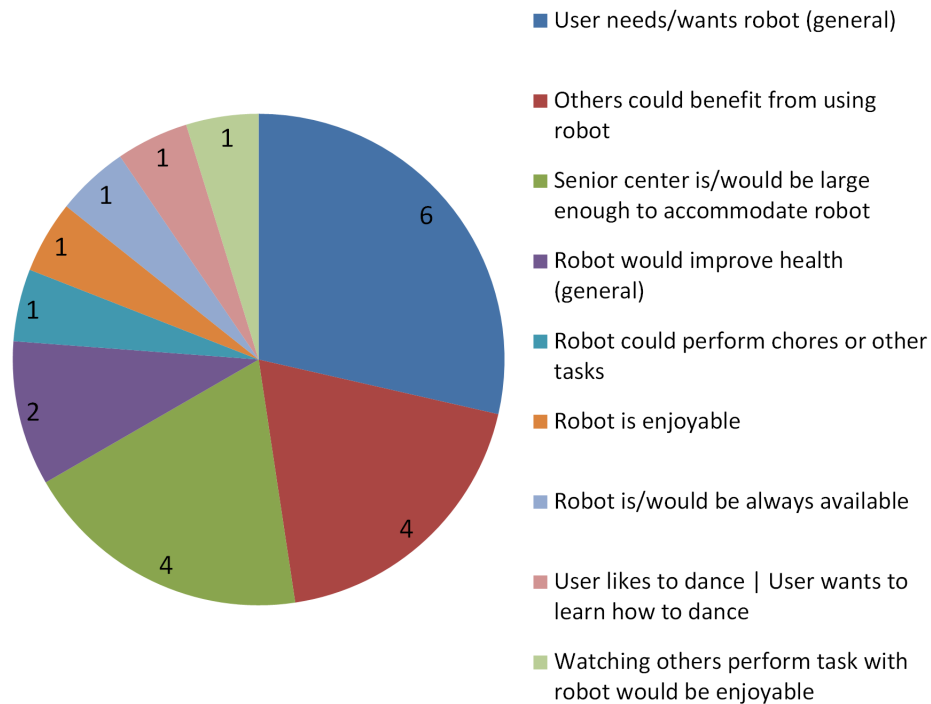 User needs/wants robot (general)
Others could benefit from using
robot
Senior center is/would be large
enough to accommodate robot
Robot would improve health
(general)
Robot could perform chores or other
tasks
Robot is enjoyable
Robot is/would be always available
User likes to dance | User wants to
learn how to dance
Watching others perform task with
robot would be enjoyable
6
4
4
2
1
1
1
1
1